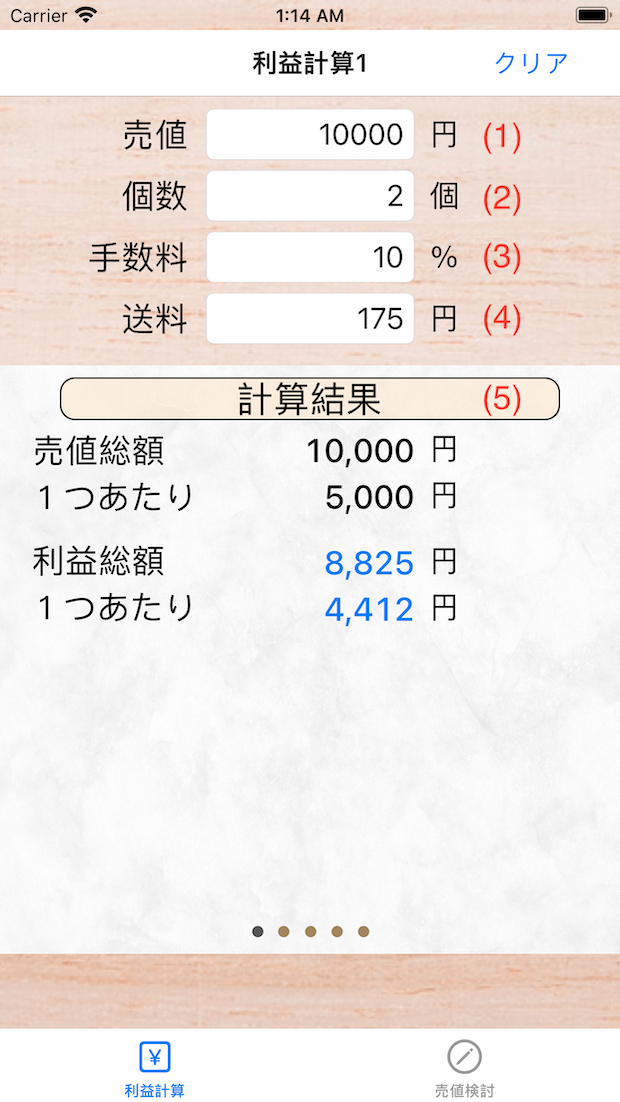 Carrier 1:14 AM
利益計算1 クリア
売値 10000 円 (1)
個数 2 個 (2)
手数料 10 % (3)
送料 175 円 (4)
計算結果 (5)
売値総額 10,000 円
１つあたり 5,000 円
利益総額 8,825 円
１つあたり 4,412 円
¥
利益計算 売値検討